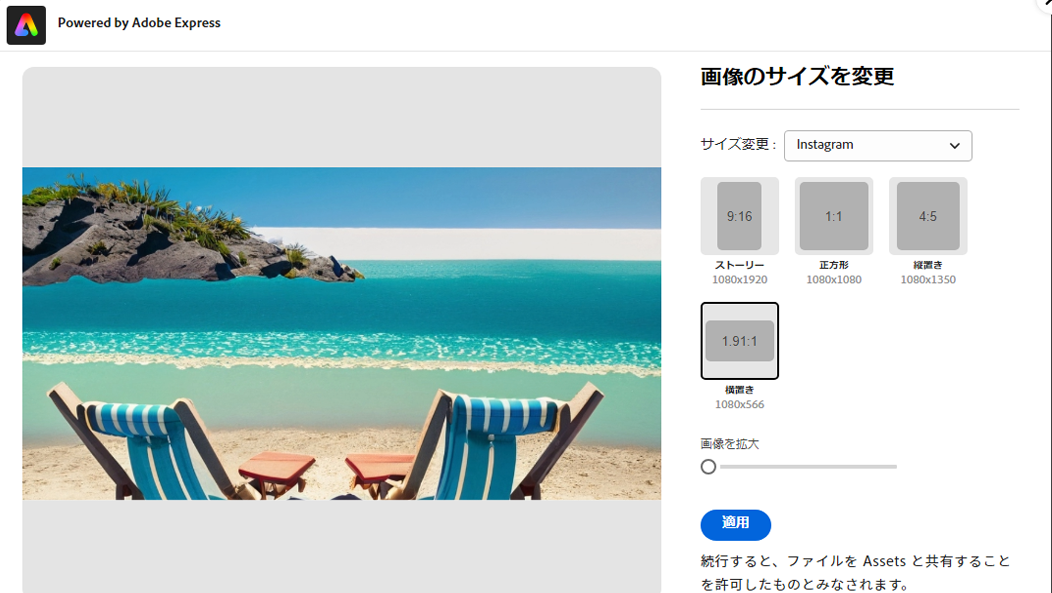 Powered by Adobe Express
画像のサイズを変更
サイズ変更 : Instagram
9:16 1:1 4:5
ストーリー 正方形 縦置き
1080x1920 1080x1080 1080x1350
1.91:1
横置き
1080x566
画像を拡大
適用
続行すると、ファイルを Assets と共有すること
を許可したものとみなされます。